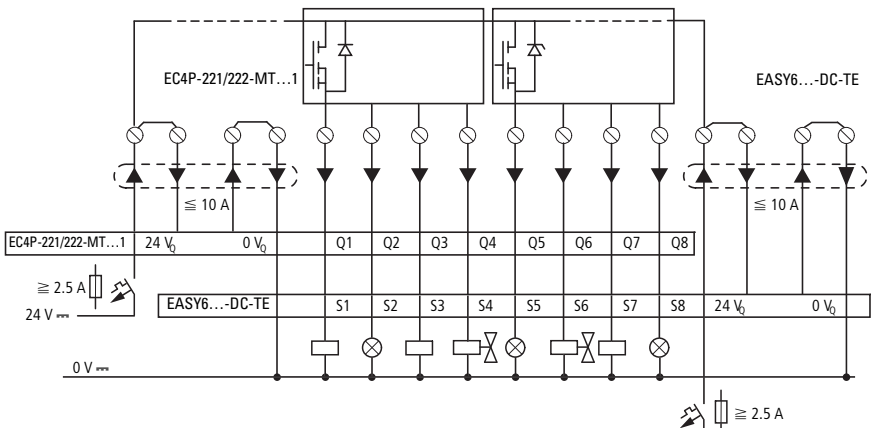 EC4P-221/222-MT…1
EASY6…-DC-TE
≦ 10 A
≦ 10 A
EC4P-221/222-MT…1 24 VQ 0 VQ Q1 Q2 Q3 Q4 Q5 Q6 Q7 Q8
≧ 2.5 A
EASY6…-DC-TE S1 S2 S3 S4 S5 S6 S7 S8 24 VQ 0 VQ
24 V
0 V
≧ 2.5 A